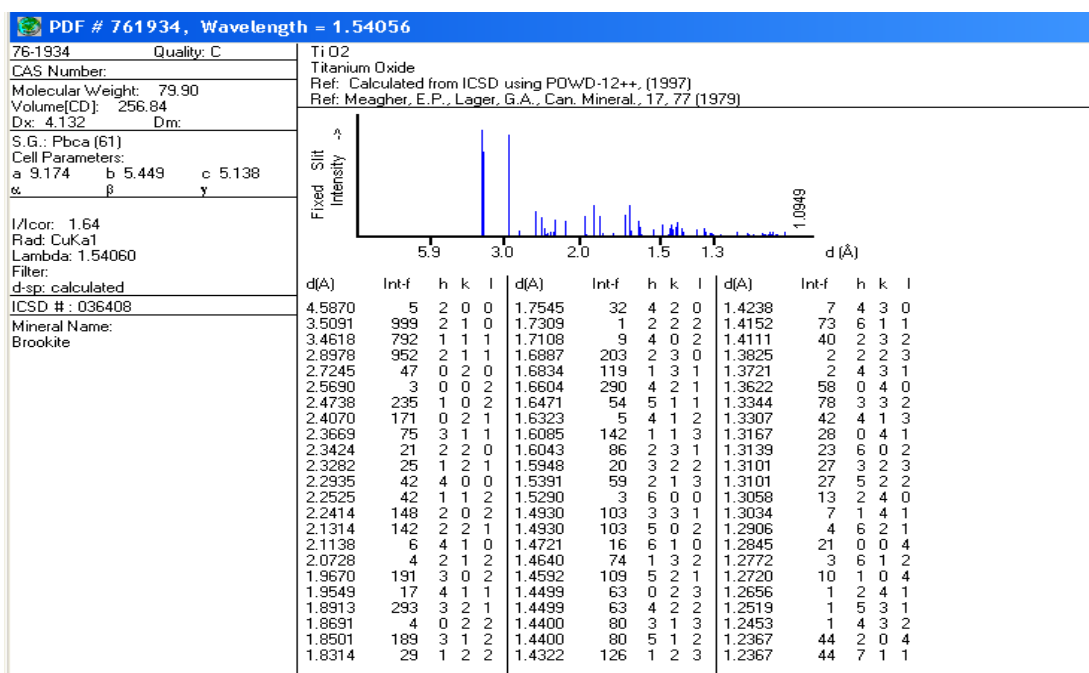 PDF # 761934, Wavelength = 1.54056
76-1934 Quality: C
CAS Number:
Molecular Weight: 79.90
Volume[CD]: 256.84
Dx: 4.132 Dm:
S.G.: Pbca (61)
Cell Parameters:
a 9.174 b 5.449 c 5.138
α β γ
I/Icor: 1.64
Rad: CuKa1
Lambda: 1.54060
Filter:
d-sp: calculated
ICSD # : 036408
Mineral Name:
Brookite
Ti O2
Titanium Oxide
Ref: Calculated from ICSD using POWD-12++, (1997)
Ref: Meagher, E.P., Lager, G.A., Can. Mineral., 17, 77 (1979)
Fixed Slit
Intensity ->
1.0949
5.9 3.0 2.0 1.5 1.3 d (Å)
d(A) Int-f h k l d(A) Int-f h k l d(A) Int-f h k l
4.5870 5 2 0 0 1.7545 32 4 2 0 1.4238 7 4 3 0
3.5091 999 2 1 0 1.7309 1 2 2 2 1.4152 73 6 1 1
3.4618 792 1 1 1 1.7108 9 4 0 2 1.4111 40 2 3 2
2.8978 952 2 1 1 1.6887 203 2 3 0 1.3825 2 2 2 3
2.7245 47 0 2 0 1.6834 119 1 3 1 1.3721 2 4 3 1
2.5690 3 0 0 2 1.6604 290 4 2 1 1.3622 58 0 4 0
2.4738 235 1 0 2 1.6471 54 5 1 1 1.3344 78 3 3 2
2.4070 171 0 2 1 1.6323 5 4 1 2 1.3307 42 4 1 3
2.3669 75 3 1 1 1.6085 142 1 1 3 1.3167 28 0 4 1
2.3424 21 2 2 0 1.6043 86 2 3 1 1.3139 23 6 0 2
2.3282 25 1 2 1 1.5948 20 3 2 2 1.3101 27 3 2 3
2.2935 42 4 0 0 1.5391 59 2 1 3 1.3101 27 5 2 2
2.2525 42 1 1 2 1.5290 3 6 0 0 1.3058 13 2 4 0
2.2414 148 2 0 2 1.4930 103 3 3 1 1.3034 7 1 4 1
2.1314 142 2 2 1 1.4930 103 5 0 2 1.2906 4 6 2 1
2.1138 6 4 1 0 1.4721 16 6 1 0 1.2845 21 0 0 4
2.0728 4 2 1 2 1.4640 74 1 3 2 1.2772 3 6 1 2
1.9670 191 3 0 2 1.4592 109 5 2 1 1.2720 10 1 0 4
1.9549 17 4 1 1 1.4499 63 0 2 3 1.2656 1 2 4 1
1.8913 293 3 2 1 1.4499 63 4 2 2 1.2519 1 5 3 1
1.8691 4 0 2 2 1.4400 80 3 1 3 1.2453 1 4 3 2
1.8501 189 3 1 2 1.4400 80 5 1 2 1.2367 44 2 0 4
1.8314 29 1 2 2 1.4322 126 1 2 3 1.2367 44 7 1 1